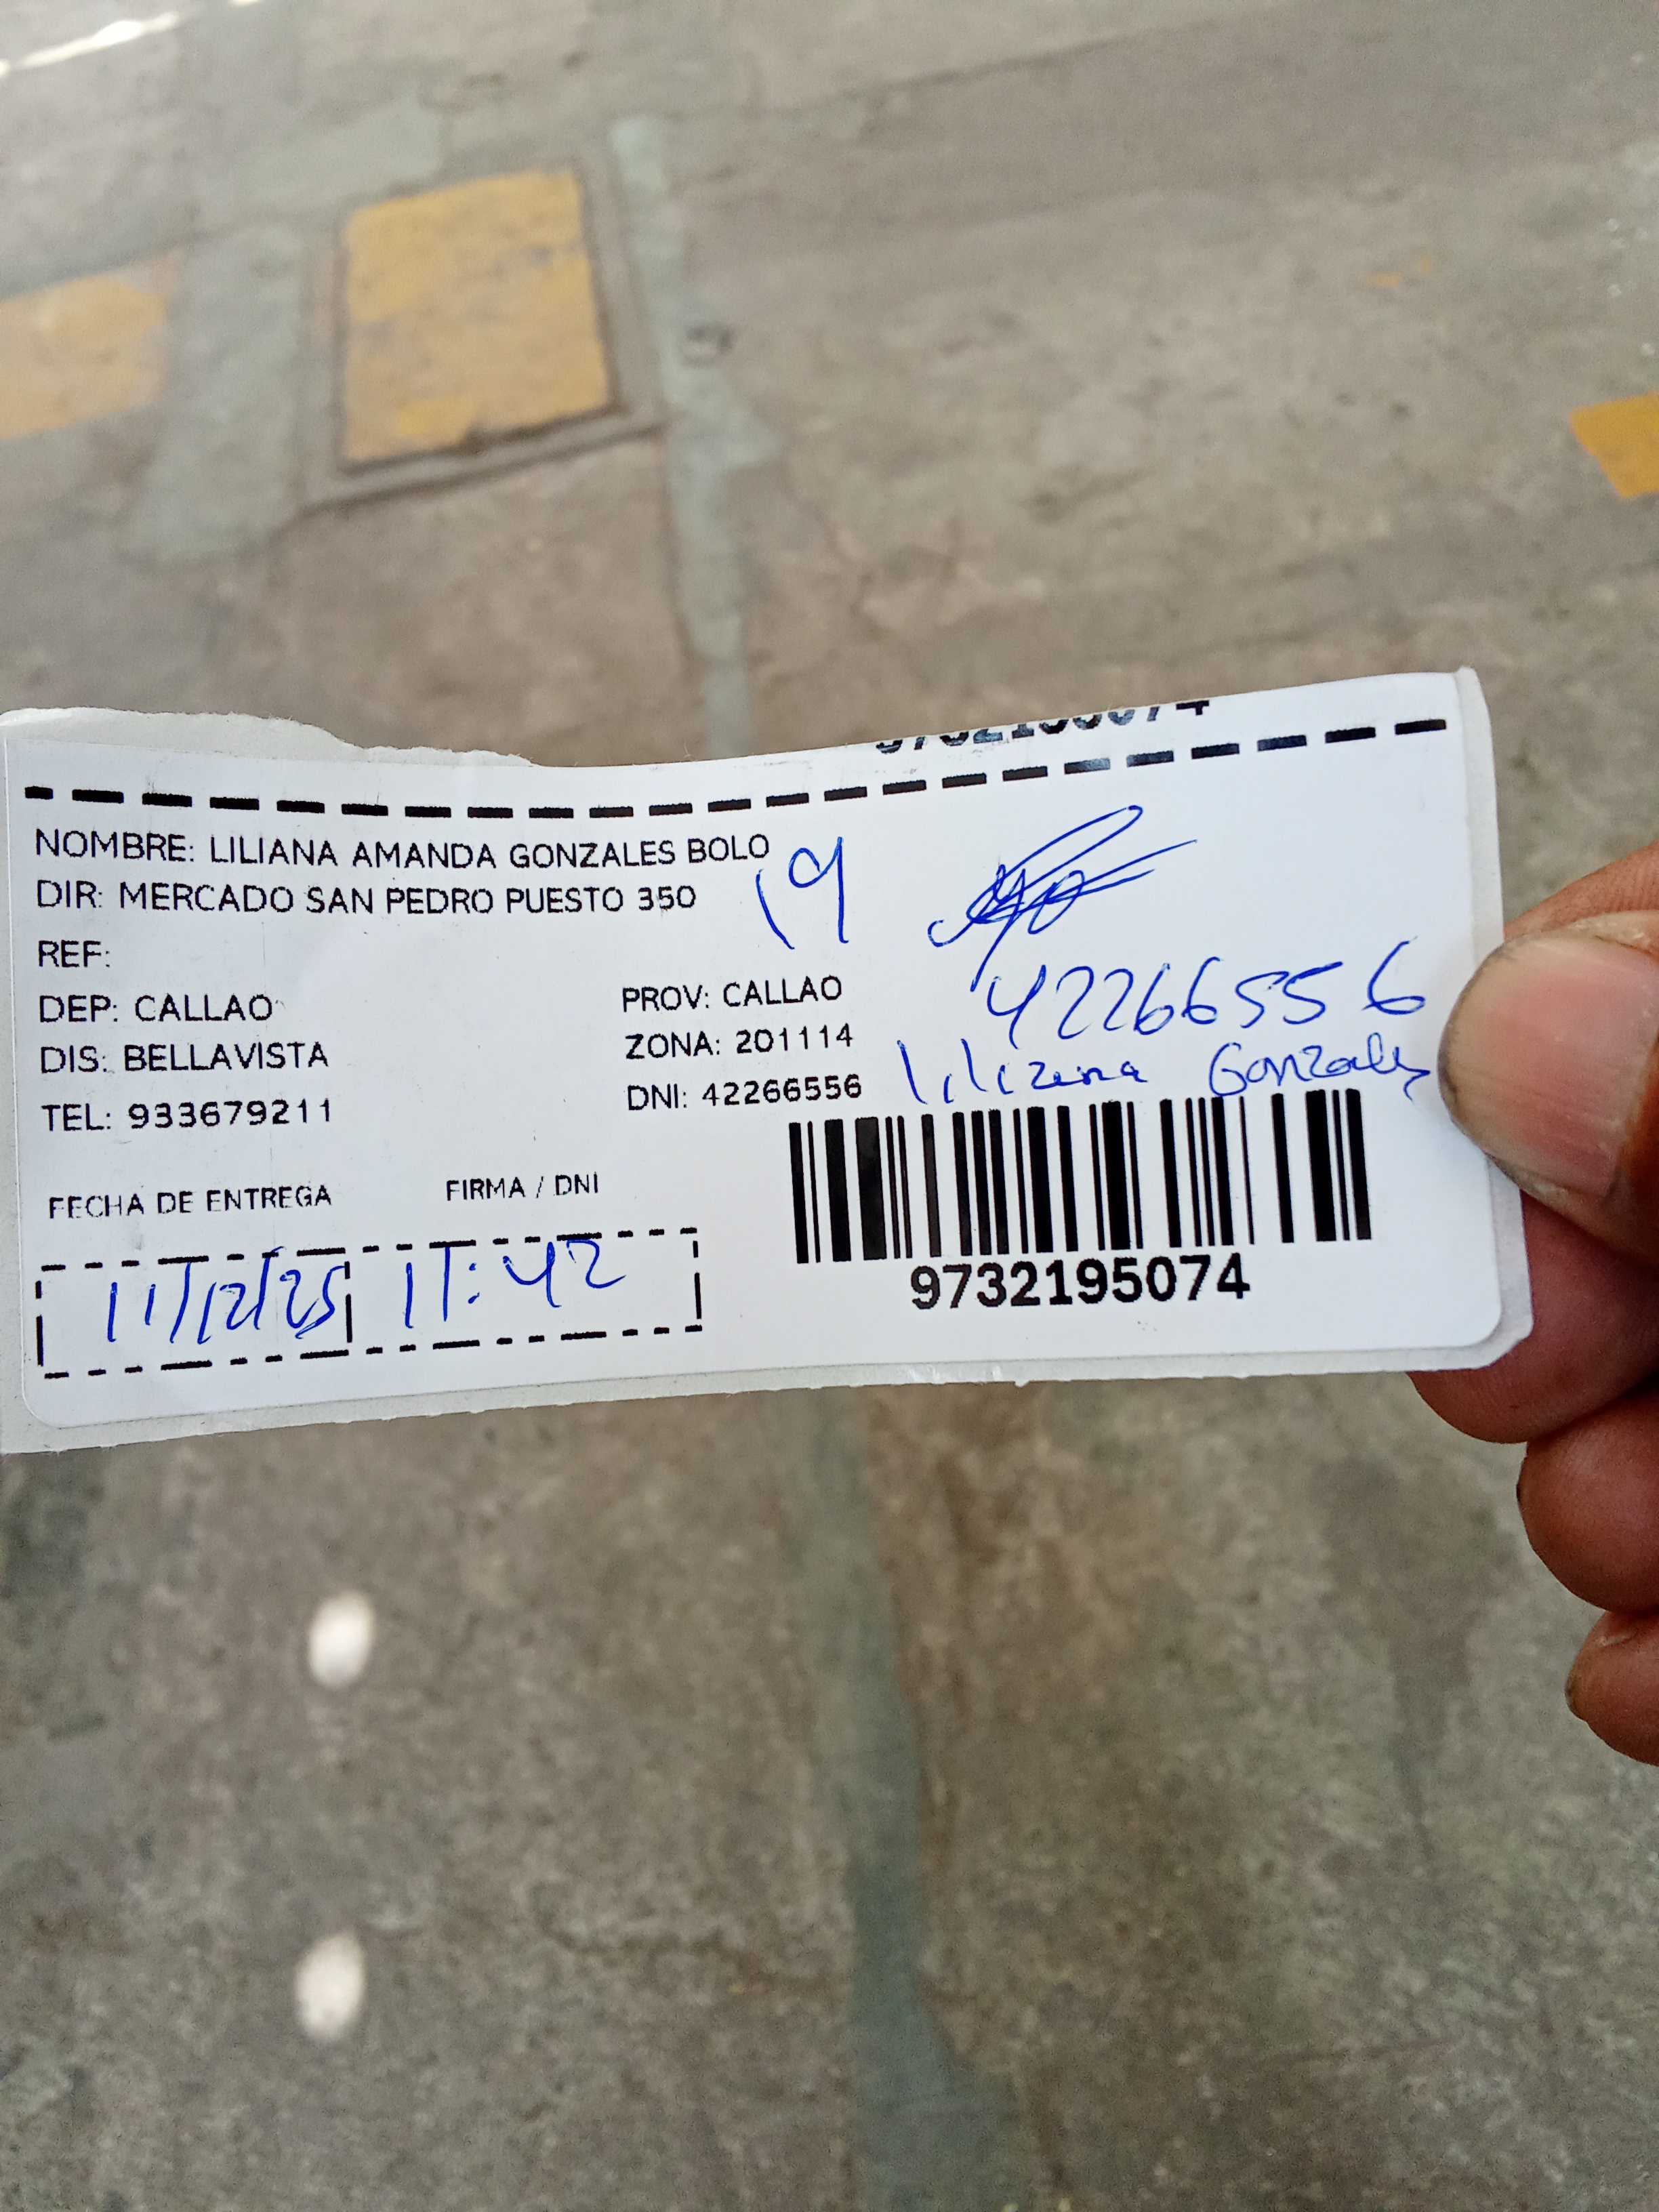 9732195074
NOMBRE: LILIANA AMANDA GONZALES BOLO
19
DIR: MERCADO SAN PEDRO PUESTO 350
REF:
DEP: CALLAO
PROV: CALLAO
42266556
DIS: BELLAVISTA
ZONA: 201114
Liliana Gonzales
TEL: 933679211
DNI: 42266556
FECHA DE ENTREGA
FIRMA / DNI
11/12/25
11:42
9732195074